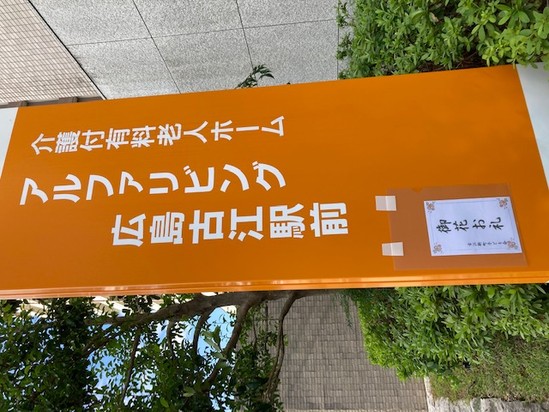 介護付有料老人ホーム
アルファリビング
広島古江駅前
御花お礼